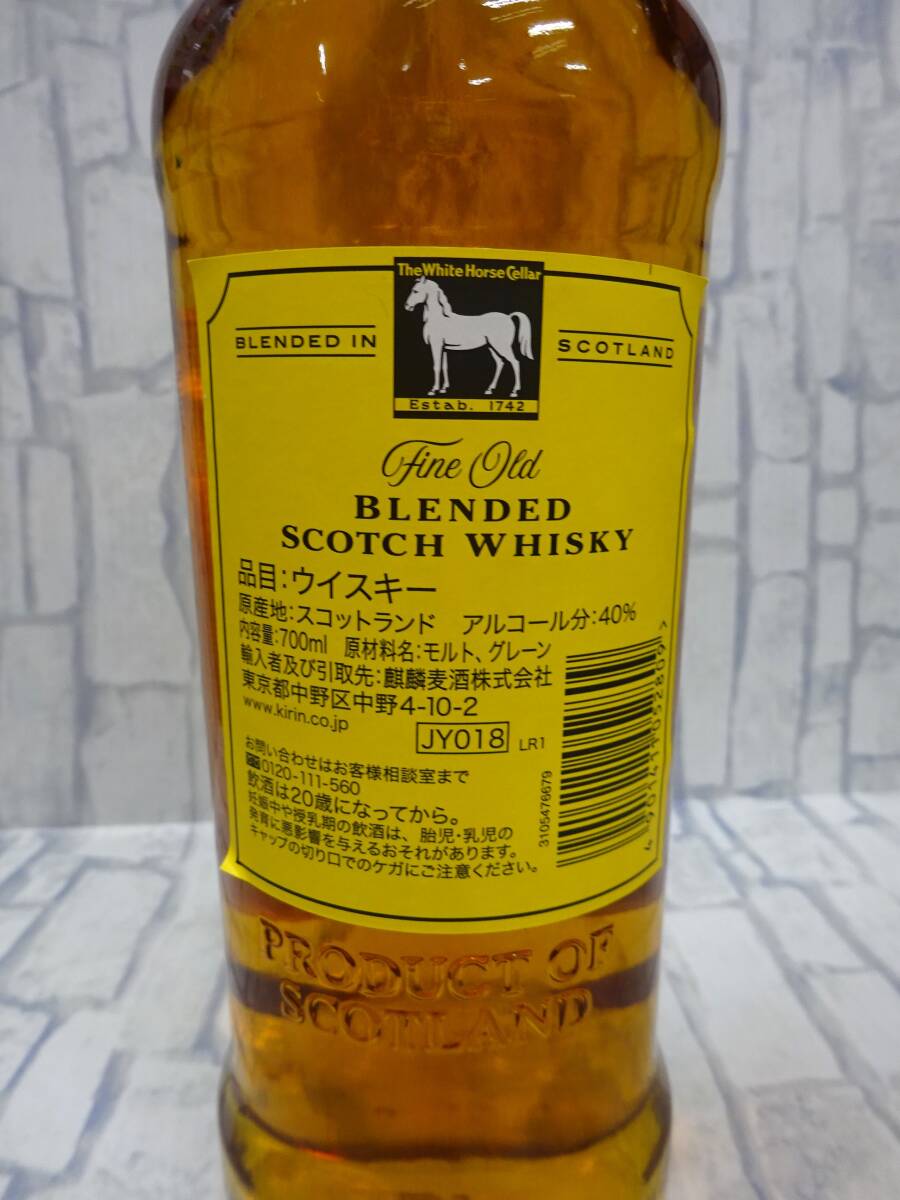 The White Horse Cellar
BLENDED IN
SCOTLAND
Estab. 1742
Fine Old
BLENDED
SCOTCH WHISKY
品目:ウイスキー
原産地:スコットランド アルコール分:40%
内容量:700ml 原材料名:モルト、グレーン
輸入者及び引取先:麒麟麦酒株式会社
東京都中野区中野4-10-2
www.kirin.co.jp
JY018 LR1
お問い合わせはお客様相談室まで
0120-111-560
飲酒は20歳になってから。
妊娠中や授乳期の飲酒は、胎児・乳児の
発育に悪影響を与えるおそれがあります。
キャップの切り口でのケガにご注意ください。
3105476679
PRODUCT OF
SCOTLAND